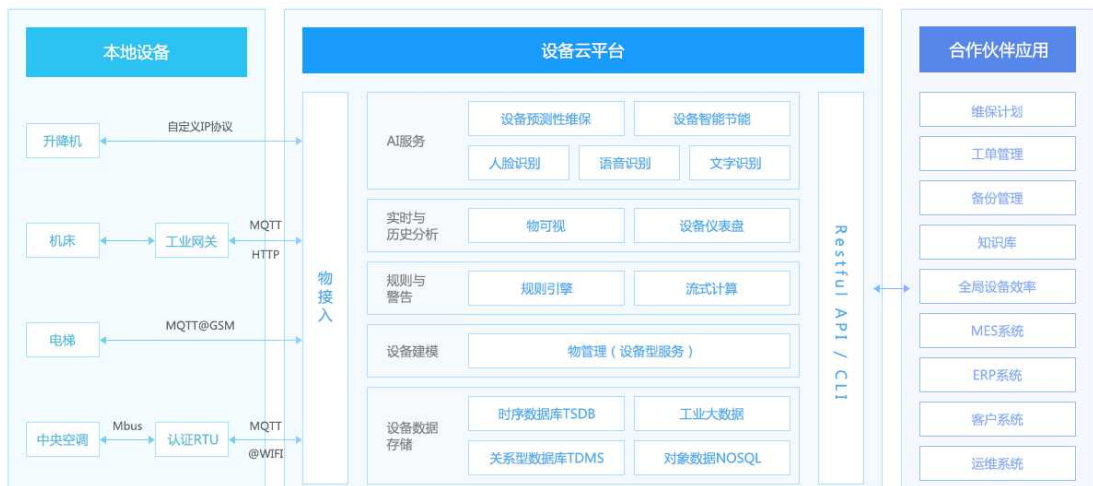 本地设备
设备云平台
合作伙伴应用
升降机
自定义IP协议
机床
工业网关
MQTT
HTTP
电梯
MQTT@GSM
中央空调
Mbus
认证RTU
MQTT
@WIFI
物接入
AI服务
设备预测性维保
设备智能节能
人脸识别
语音识别
文字识别
实时与
历史分析
物可视
设备仪表盘
规则与
警告
规则引擎
流式计算
设备建模
物管理（设备型服务）
设备数据
存储
时序数据库TSDB
工业大数据
关系型数据库TDMS
对象数据NOSQL
Restful API / CLI
维保计划
工单管理
备份管理
知识库
全局设备效率
MES系统
ERP系统
客户系统
运维系统